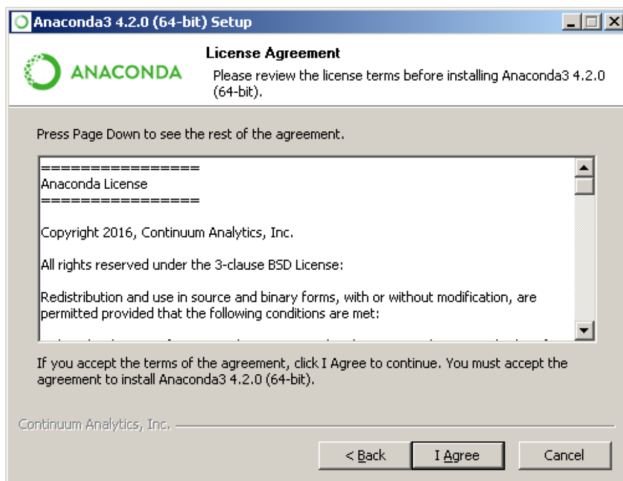 Anaconda3 4.2.0 (64-bit) Setup
ANACONDA
License Agreement
Please review the license terms before installing Anaconda3 4.2.0
(64-bit).
Press Page Down to see the rest of the agreement.
================
Anaconda License
================
Copyright 2016, Continuum Analytics, Inc.
All rights reserved under the 3-clause BSD License:
Redistribution and use in source and binary forms, with or without modification, are
permitted provided that the following conditions are met:
If you accept the terms of the agreement, click I Agree to continue. You must accept the
agreement to install Anaconda3 4.2.0 (64-bit).
Continuum Analytics, Inc.
< Back
I Agree
Cancel